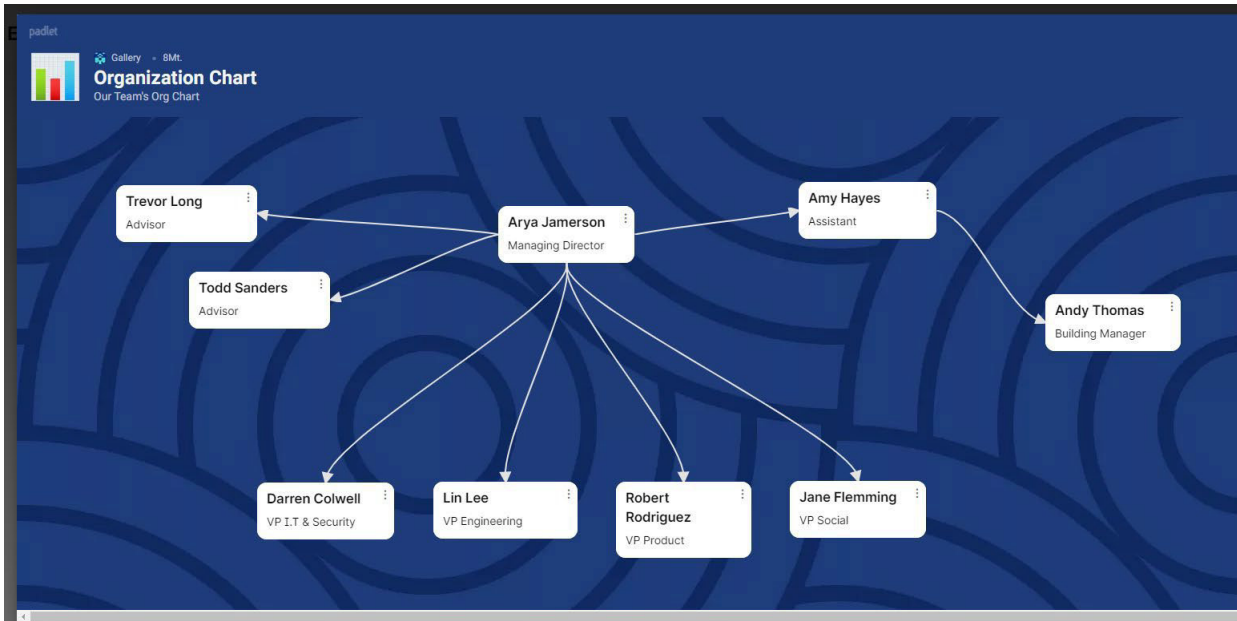 padlet
Gallery • 8Mt.
Organization Chart
Our Team's Org Chart
Trevor Long
Advisor
Arya Jamerson
Managing Director
Amy Hayes
Assistant
Todd Sanders
Advisor
Andy Thomas
Building Manager
Darren Colwell
VP I.T & Security
Lin Lee
VP Engineering
Robert
Rodriguez
VP Product
Jane Flemming
VP Social